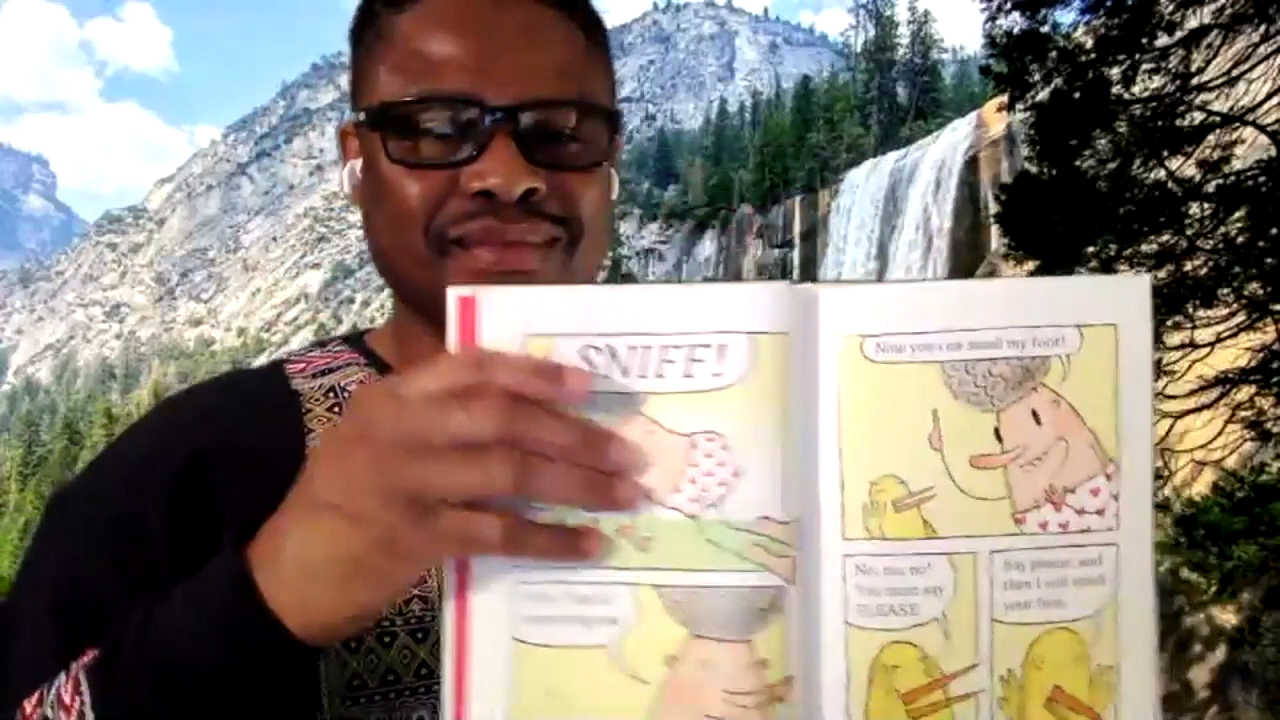 SNIFF!
Now you can smell my foot!
No, no, no!
You must say
PLEASE
Say please, and
then I will smell
your foot.